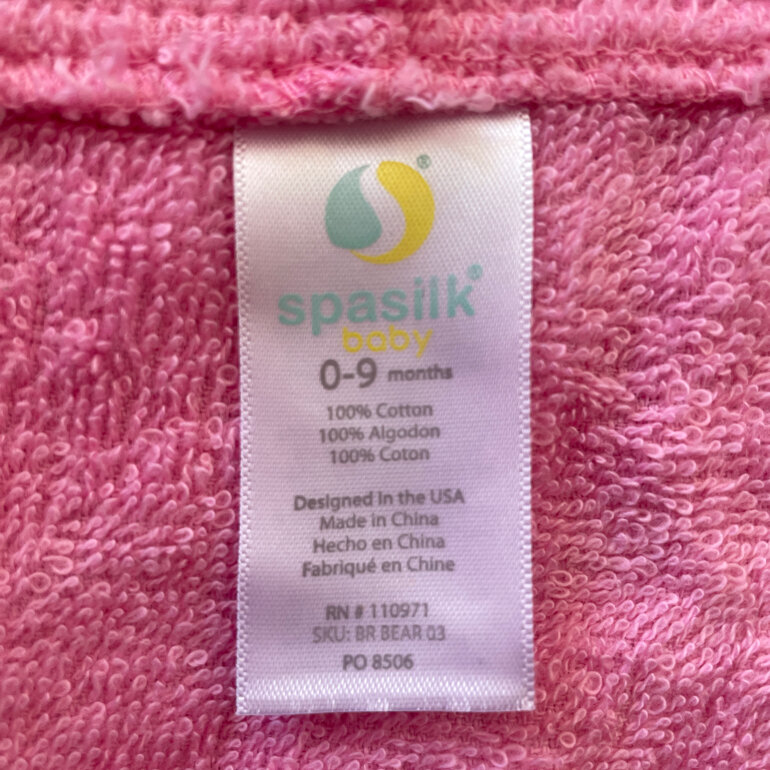 ®
spasilk®
baby
0-9 months
100% Cotton
100% Algodon
100% Coton
Designed In the USA
Made in China
Hecho en China
Fabriqué en Chine
RN # 110971
SKU: BR BEAR 03
PO 8506